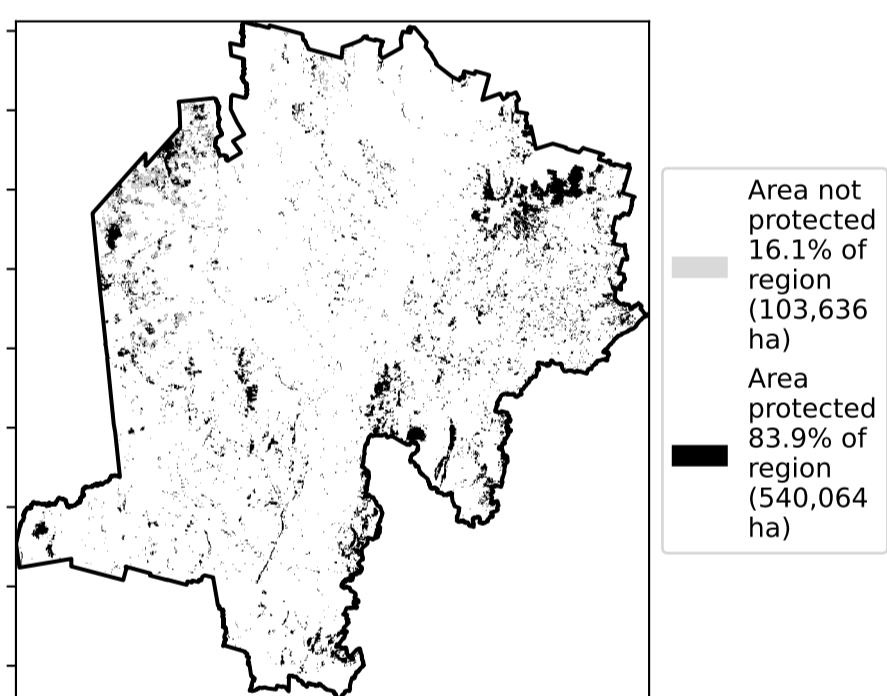 Area not
protected
16.1% of
region
(103,636
ha)
Area
protected
83.9% of
region
(540,064
ha)